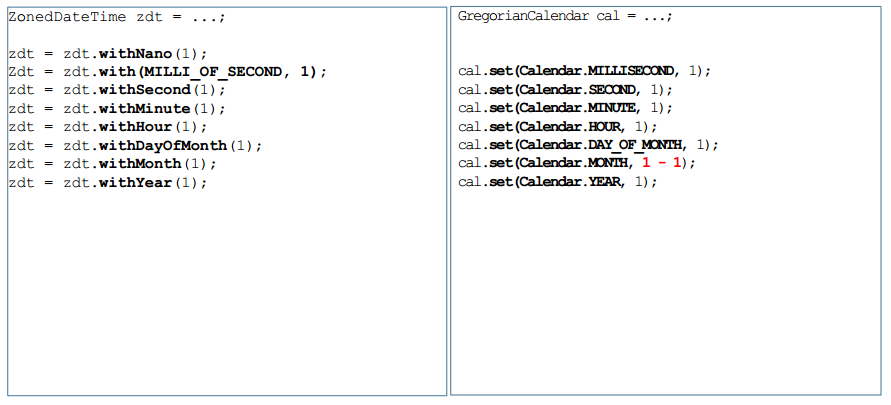 ZonedDateTime zdt = ...;
zdt = zdt.withNano(1);
Zdt = zdt.with(MILLI_OF_SECOND, 1);
zdt = zdt.withSecond(1);
zdt = zdt.withMinute(1);
zdt = zdt.withHour(1);
zdt = zdt.withDayOfMonth(1);
zdt = zdt.withMonth(1);
zdt = zdt.withYear(1);
GregorianCalendar cal = ...;
cal.set(Calendar.MILLISECOND, 1);
cal.set(Calendar.SECOND, 1);
cal.set(Calendar.MINUTE, 1);
cal.set(Calendar.HOUR, 1);
cal.set(Calendar.DAY_OF_MONTH, 1);
cal.set(Calendar.MONTH, 1 - 1);
cal.set(Calendar.YEAR, 1);